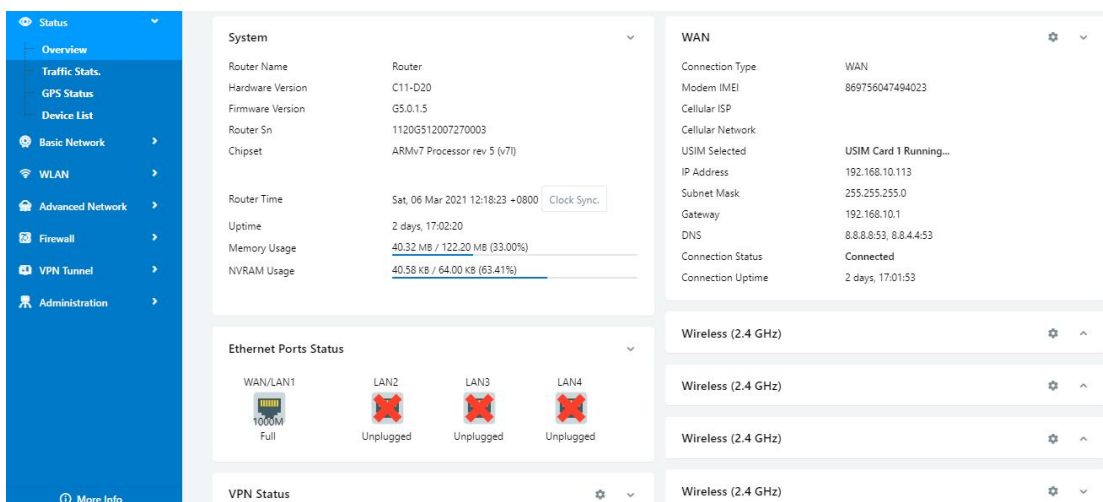 Status
Overview
Traffic Stats.
GPS Status
Device List
Basic Network
WLAN
Advanced Network
Firewall
VPN Tunnel
Administration
More Info
System
Router Name Router
Hardware Version C11-D20
Firmware Version G5.0.1.5
Router Sn 1120G512007270003
Chipset ARMv7 Processor rev 5 (v7l)
Router Time Sat, 06 Mar 2021 12:18:23 +0800 Clock Sync.
Uptime 2 days, 17:02:20
Memory Usage 40.32 MB / 122.20 MB (33.00%)
NVRAM Usage 40.58 KB / 64.00 KB (63.41%)
Ethernet Ports Status
WAN/LAN1 LAN2 LAN3 LAN4
1000M
Full Unplugged Unplugged Unplugged
VPN Status
WAN
Connection Type WAN
Modem IMEI 869756047494023
Cellular ISP
Cellular Network
USIM Selected USIM Card 1 Running...
IP Address 192.168.10.113
Subnet Mask 255.255.255.0
Gateway 192.168.10.1
DNS 8.8.8.8:53, 8.8.4.4:53
Connection Status Connected
Connection Uptime 2 days, 17:01:53
Wireless (2.4 GHz)
Wireless (2.4 GHz)
Wireless (2.4 GHz)
Wireless (2.4 GHz)